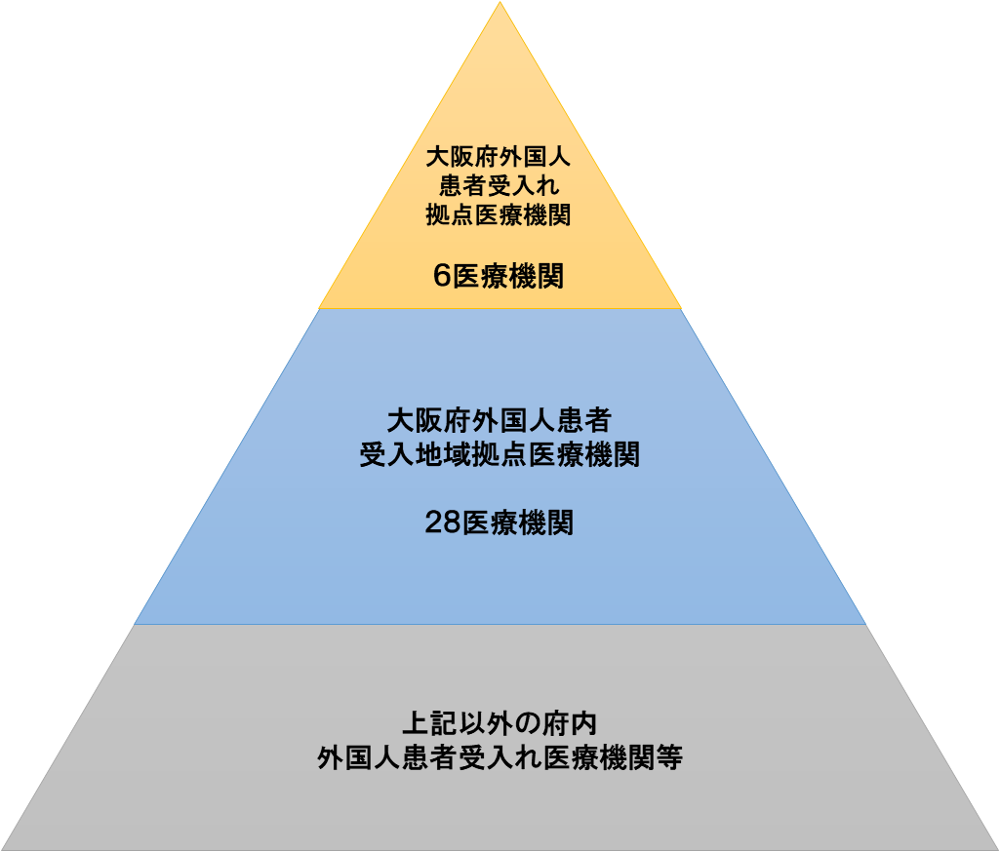 大阪府外国人
患者受入れ
拠点医療機関
6医療機関
大阪府外国人患者
受入地域拠点医療機関
28医療機関
上記以外の府内
外国人患者受入れ医療機関等